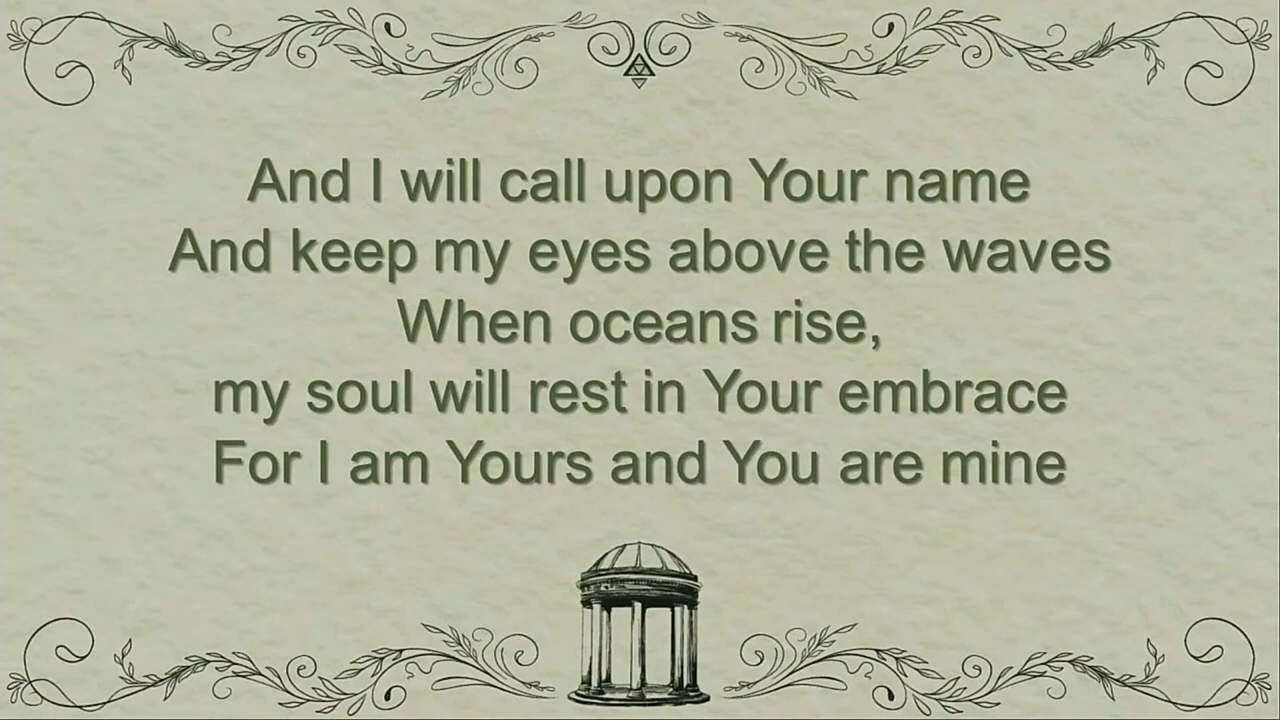 And I will call upon Your name
And keep my eyes above the waves
When oceans rise,
my soul will rest in Your embrace
For I am Yours and You are mine